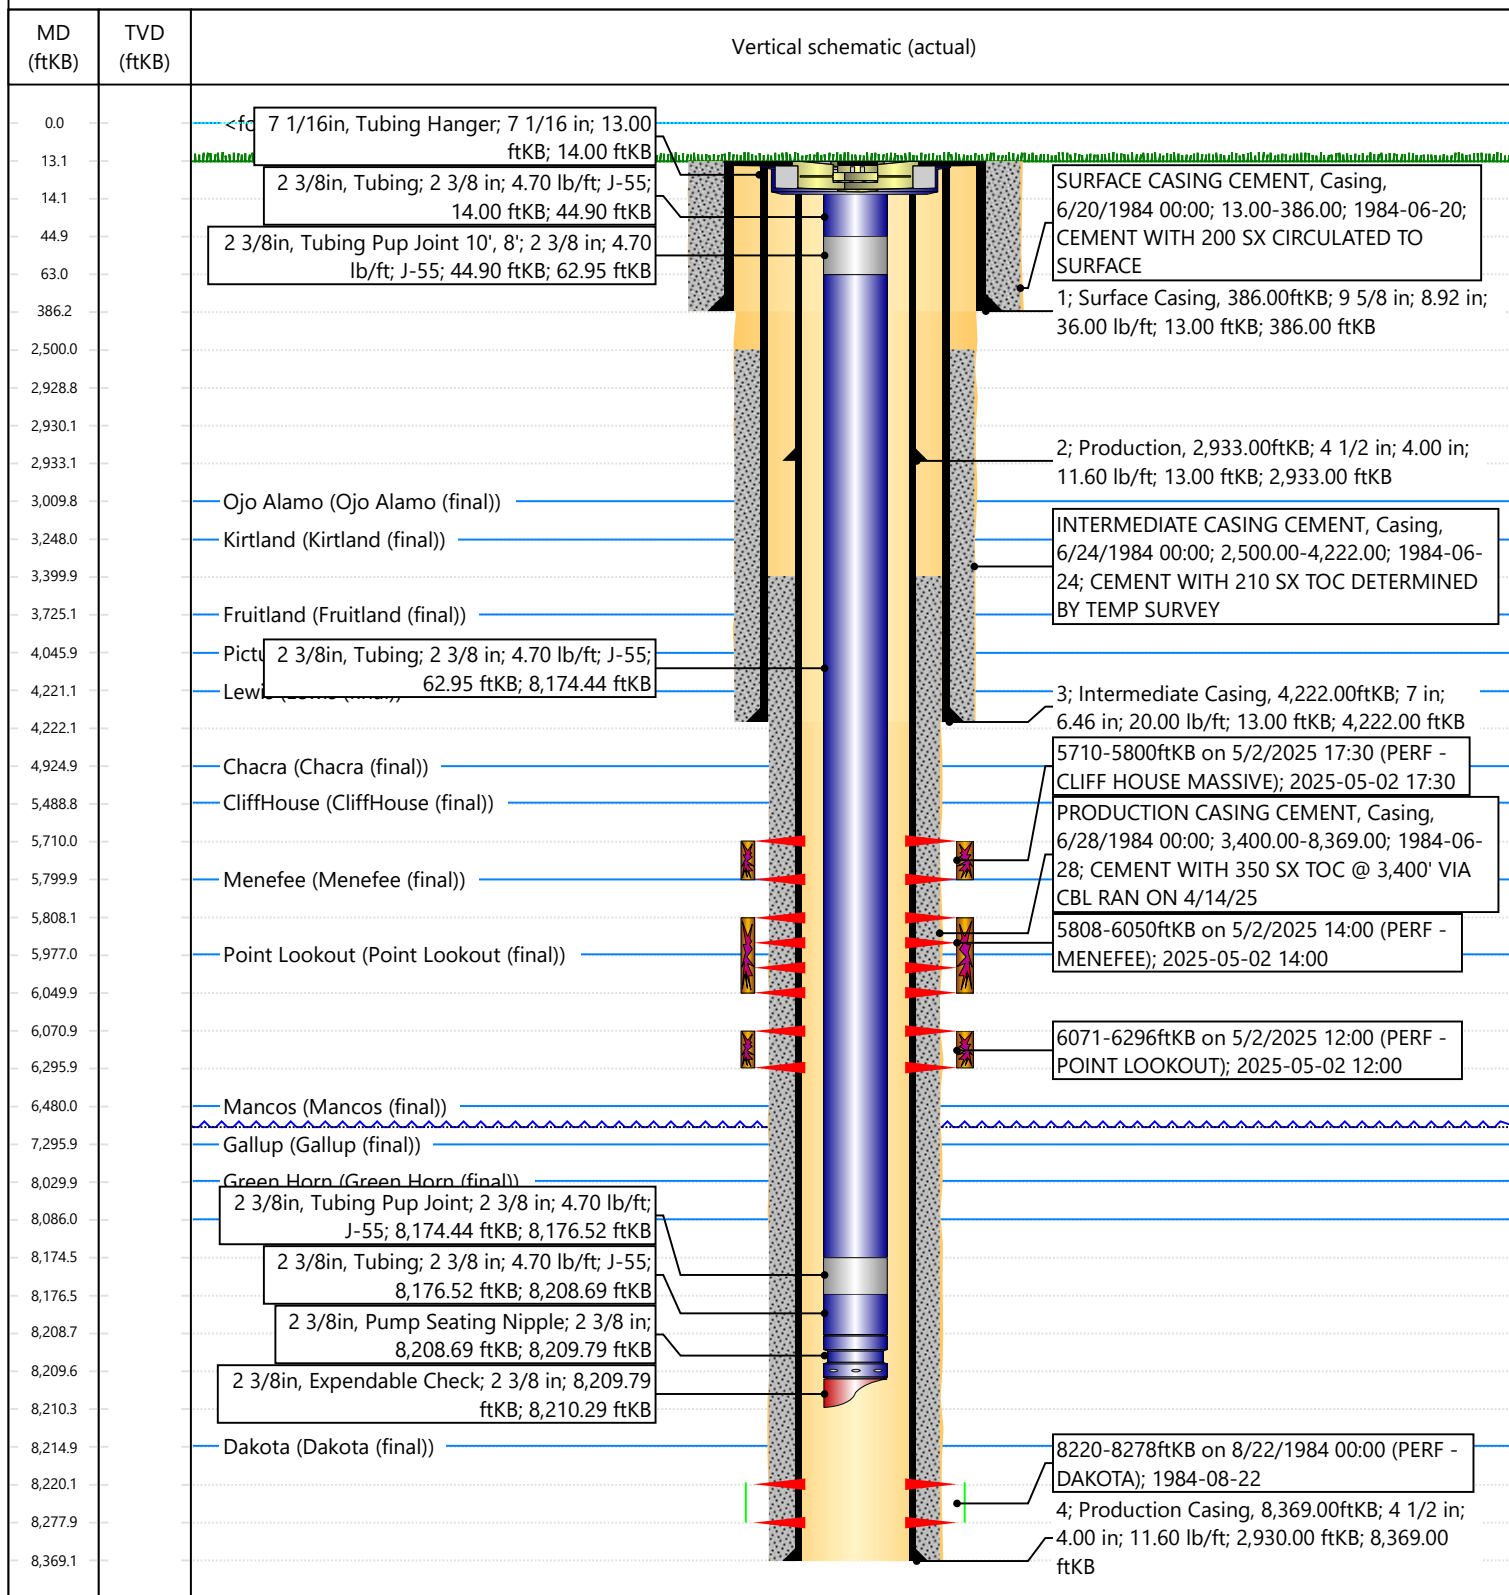 MD
(ftKB)
TVD
(ftKB)
Vertical schematic (actual)
0.0
13.1
14.1
44.9
63.0
386.2
2,500.0
2,928.8
2,930.1
2,933.1
3,009.8
3,248.0
3,399.9
3,725.1
4,045.9
4,221.1
4,222.1
4,924.9
5,488.8
5,710.0
5,799.9
5,808.1
5,977.0
6,049.9
6,070.9
6,295.9
6,480.0
7,295.9
8,029.9
8,086.0
8,174.5
8,176.5
8,208.7
8,209.6
8,210.3
8,214.9
8,220.1
8,277.9
8,369.1
7 1/16in, Tubing Hanger; 7 1/16 in; 13.00
ftKB; 14.00 ftKB
2 3/8in, Tubing; 2 3/8 in; 4.70 lb/ft; J-55;
14.00 ftKB; 44.90 ftKB
2 3/8in, Tubing Pup Joint 10', 8'; 2 3/8 in; 4.70
lb/ft; J-55; 44.90 ftKB; 62.95 ftKB
Ojo Alamo (Ojo Alamo (final))
Kirtland (Kirtland (final))
Fruitland (Fruitland (final))
2 3/8in, Tubing; 2 3/8 in; 4.70 lb/ft; J-55;
62.95 ftKB; 8,174.44 ftKB
Lewis (Lewis (final))
Chacra (Chacra (final))
CliffHouse (CliffHouse (final))
Menefee (Menefee (final))
Point Lookout (Point Lookout (final))
Mancos (Mancos (final))
Gallup (Gallup (final))
Green Horn (Green Horn (final))
2 3/8in, Tubing Pup Joint; 2 3/8 in; 4.70 lb/ft;
J-55; 8,174.44 ftKB; 8,176.52 ftKB
2 3/8in, Tubing; 2 3/8 in; 4.70 lb/ft; J-55;
8,176.52 ftKB; 8,208.69 ftKB
2 3/8in, Pump Seating Nipple; 2 3/8 in;
8,208.69 ftKB; 8,209.79 ftKB
2 3/8in, Expendable Check; 2 3/8 in; 8,209.79
ftKB; 8,210.29 ftKB
Dakota (Dakota (final))
SURFACE CASING CEMENT, Casing,
6/20/1984 00:00; 13.00-386.00; 1984-06-20;
CEMENT WITH 200 SX CIRCULATED TO
SURFACE
1; Surface Casing, 386.00ftKB; 9 5/8 in; 8.92 in;
36.00 lb/ft; 13.00 ftKB; 386.00 ftKB
2; Production, 2,933.00ftKB; 4 1/2 in; 4.00 in;
11.60 lb/ft; 13.00 ftKB; 2,933.00 ftKB
INTERMEDIATE CASING CEMENT, Casing,
6/24/1984 00:00; 2,500.00-4,222.00; 1984-06-
24; CEMENT WITH 210 SX TOC DETERMINED
BY TEMP SURVEY
3; Intermediate Casing, 4,222.00ftKB; 7 in;
6.46 in; 20.00 lb/ft; 13.00 ftKB; 4,222.00 ftKB
5710-5800ftKB on 5/2/2025 17:30 (PERF -
CLIFF HOUSE MASSIVE); 2025-05-02 17:30
PRODUCTION CASING CEMENT, Casing,
6/28/1984 00:00; 3,400.00-8,369.00; 1984-06-
28; CEMENT WITH 350 SX TOC @ 3,400' VIA
CBL RAN ON 4/14/25
5808-6050ftKB on 5/2/2025 14:00 (PERF -
MENEFEE); 2025-05-02 14:00
6071-6296ftKB on 5/2/2025 12:00 (PERF -
POINT LOOKOUT); 2025-05-02 12:00
8220-8278ftKB on 8/22/1984 00:00 (PERF -
DAKOTA); 1984-08-22
4; Production Casing, 8,369.00ftKB; 4 1/2 in;
4.00 in; 11.60 lb/ft; 2,930.00 ftKB; 8,369.00
ftKB